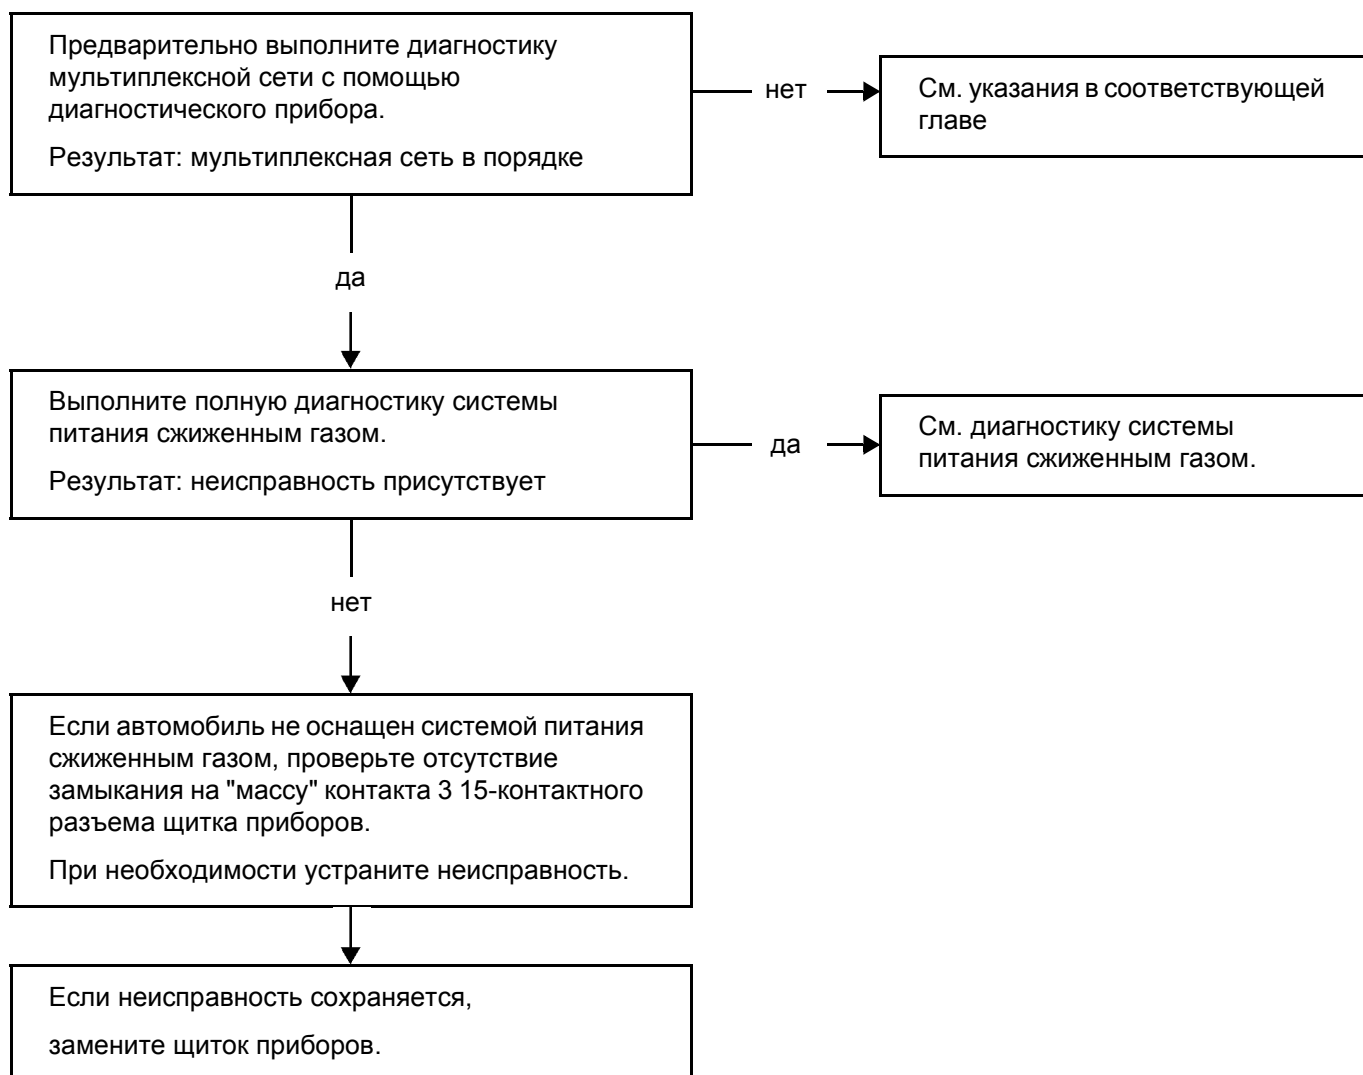 Предварительно выполните диагностику
мультиплексной сети с помощью
диагностического прибора.
Результат: мультиплексная сеть в порядке
нет
См. указания в соответствующей
главе
да
Выполните полную диагностику системы
питания сжиженным газом.
Результат: неисправность присутствует
да
См. диагностику системы
питания сжиженным газом.
нет
Если автомобиль не оснащен системой питания
сжиженным газом, проверьте отсутствие
замыкания на "массу" контакта 3 15-контактного
разъема щитка приборов.
При необходимости устраните неисправность.
Если неисправность сохраняется,
замените щиток приборов.